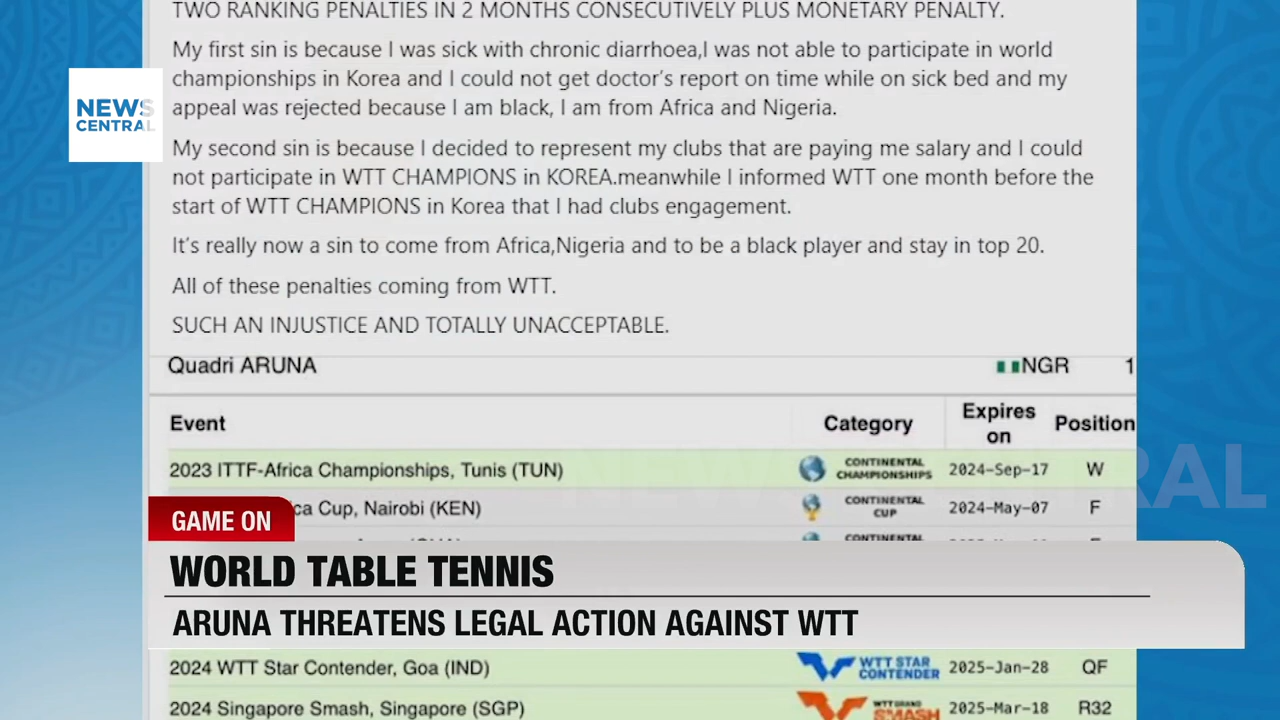 TWO RANKING PENALTIES IN 2 MONTHS CONSECUTIVELY PLUS MONETARY PENALTY.
My first sin is because I was sick with chronic diarrhoea,I was not able to participate in world
championships in Korea and I could not get doctor's report on time while on sick bed and my
appeal was rejected because I am black, I am from Africa and Nigeria.
NEWS
CENTRAL
My second sin is because I decided to represent my clubs that are paying me salary and I could
not participate in WTT CHAMPIONS in KOREA.meanwhile I informed WTT one month before the
start of WTT CHAMPIONS in Korea that I had clubs engagement.
It's really now a sin to come from Africa,Nigeria and to be a black player and stay in top 20.
All of these penalties coming from WTT.
SUCH AN INJUSTICE AND TOTALLY UNACCEPTABLE.
Quadri ARUNA NGR 1
Event Category Expires on Position
2023 ITTF-Africa Championships, Tunis (TUN) CONTINENTAL CHAMPIONSHIPS 2024-Sep-17 W
ca Cup, Nairobi (KEN) CONTINENTAL CUP 2024-May-07 F
CONTINENTAL
GAME ON
WORLD TABLE TENNIS
ARUNA THREATENS LEGAL ACTION AGAINST WTT
2024 WTT Star Contender, Goa (IND) WTT STAR CONTENDER 2025-Jan-28 QF
2024 Singapore Smash, Singapore (SGP) WTT GRAND SMASH 2025-Mar-18 R32